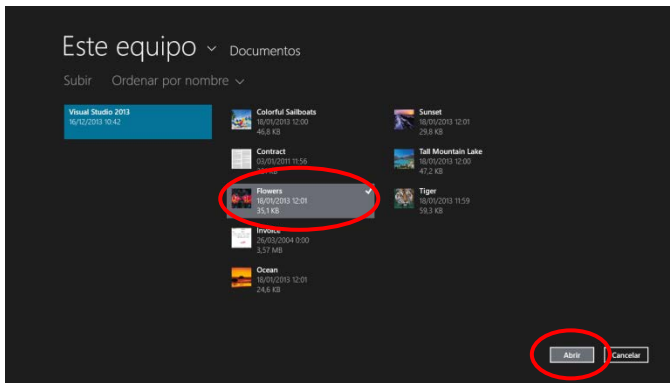 Este equipo Documentos
Subir Ordenar por nombre
Visual Studio 2013
16/12/2013 10:42
Colorful Sailboats
18/01/2013 12:00
46,8 KB
Contract
03/01/2011 11:56
KB
Flowers
18/01/2013 12:01
35,1 KB
Invoice
26/03/2004 0:00
3,57 MB
Ocean
18/01/2013 12:01
24,6 KB
Sunset
18/01/2013 12:01
29,8 KB
Tall Mountain Lake
18/01/2013 12:00
47,2 KB
Tiger
18/01/2013 11:59
59,3 KB
Abrir Cancelar